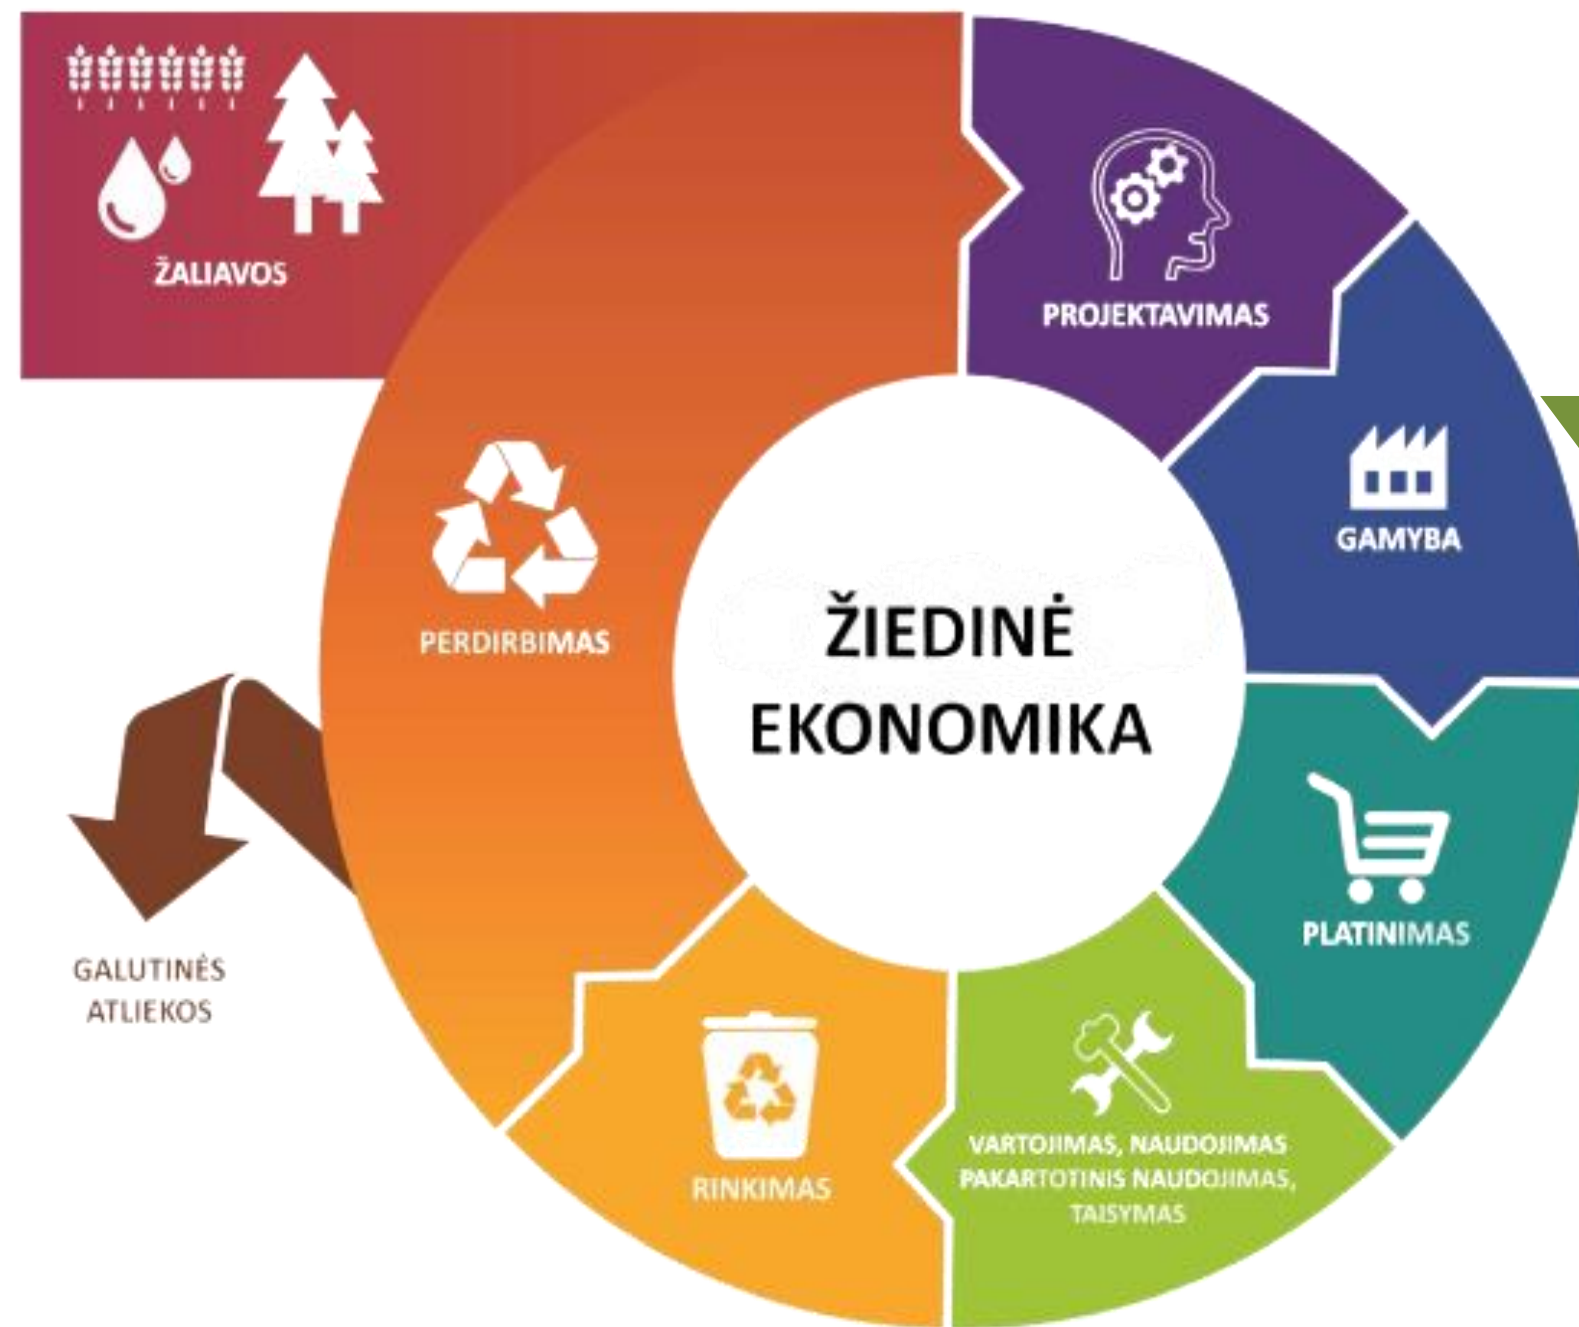 ŽALIAVOS
PROJEKTAVIMAS
GAMYBA
PERDIRBIMAS
ŽIEDINĖ
EKONOMIKA
PLATINIMAS
GALUTINĖS
ATLIEKOS
VARTOJIMAS, NAUDOJIMAS
PAKARTOTINIS NAUDOJIMAS,
TAISYMAS
RINKIMAS